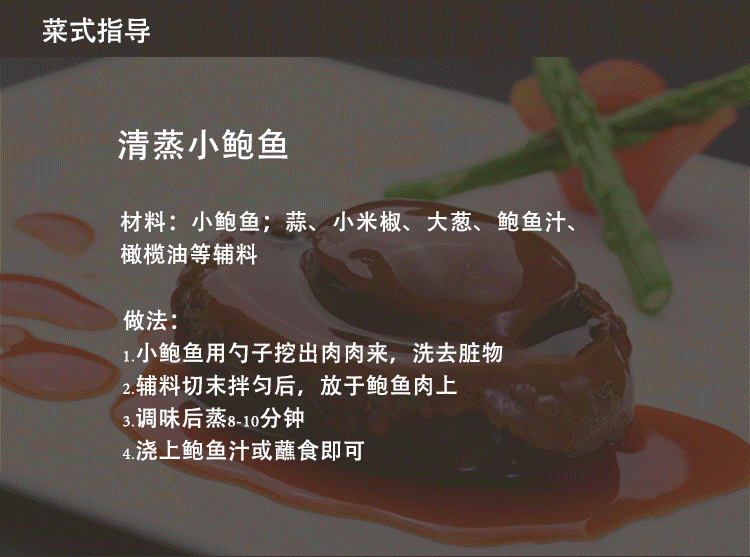 菜式指导
清蒸小鲍鱼
材料：小鲍鱼；蒜、小米椒、大葱、鲍鱼汁、
橄榄油等辅料
做法：
1.小鲍鱼用勺子挖出肉肉来，洗去脏物
2.辅料切末拌匀后，放于鲍鱼肉上
3.调味后蒸8-10分钟
4.浇上鲍鱼汁或蘸食即可